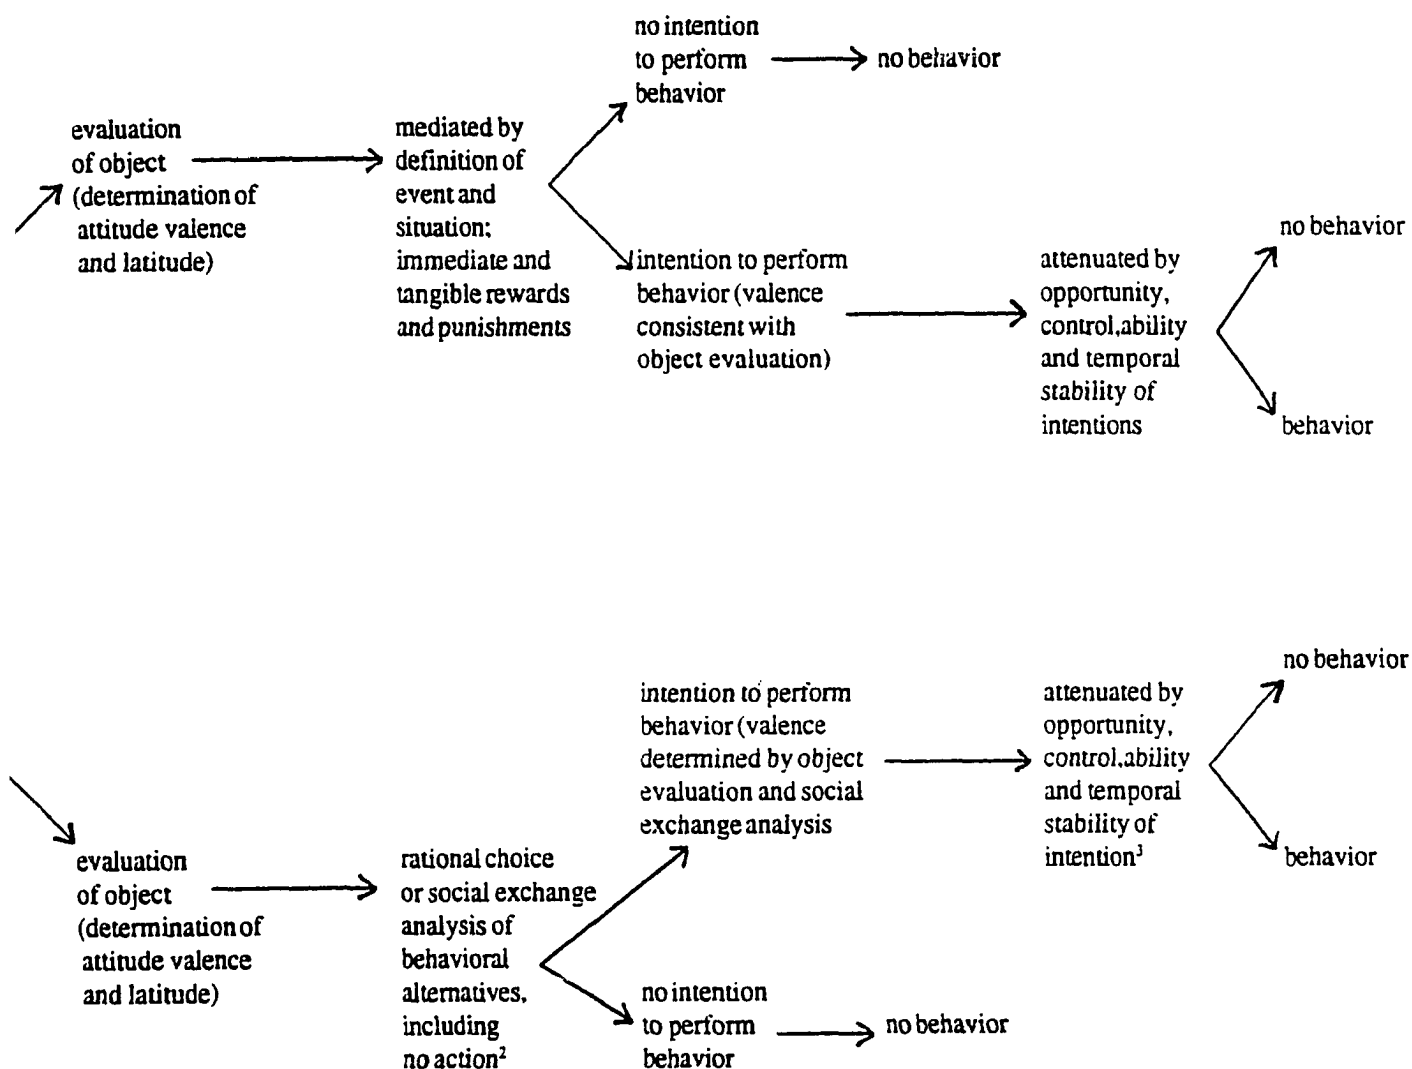 no intention
to perform
behavior
no behavior
evaluation
of object
(determination of
attitude valence
and latitude)
mediated by
definition of
event and
situation;
immediate and
tangible rewards
and punishments
intention to perform
behavior (valence
consistent with
object evaluation)
attenuated by
opportunity,
control,ability
and temporal
stability of
intentions
no behavior
behavior
evaluation
of object
(determination of
attitude valence
and latitude)
rational choice
or social exchange
analysis of
behavioral
alternatives,
including
no action²
intention to perform
behavior (valence
determined by object
evaluation and social
exchange analysis
attenuated by
opportunity,
control,ability
and temporal
stability of
intention³
no behavior
behavior
no intention
to perform
behavior
no behavior